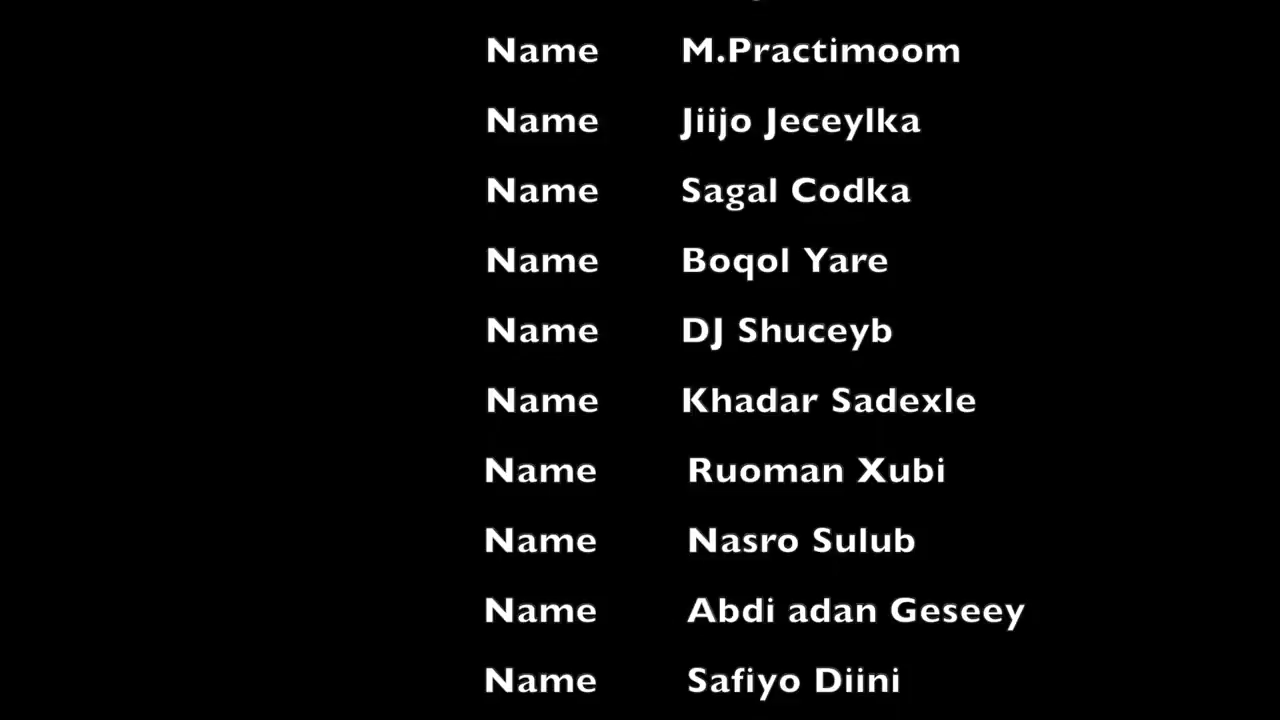 Name M.Practimoom
Name Jiijo Jeceylka
Name Sagal Codka
Name Boqol Yare
Name DJ Shuceyb
Name Khadar Sadexle
Name Ruoman Xubi
Name Nasro Sulub
Name Abdi adan Geseey
Name Safiyo Diini